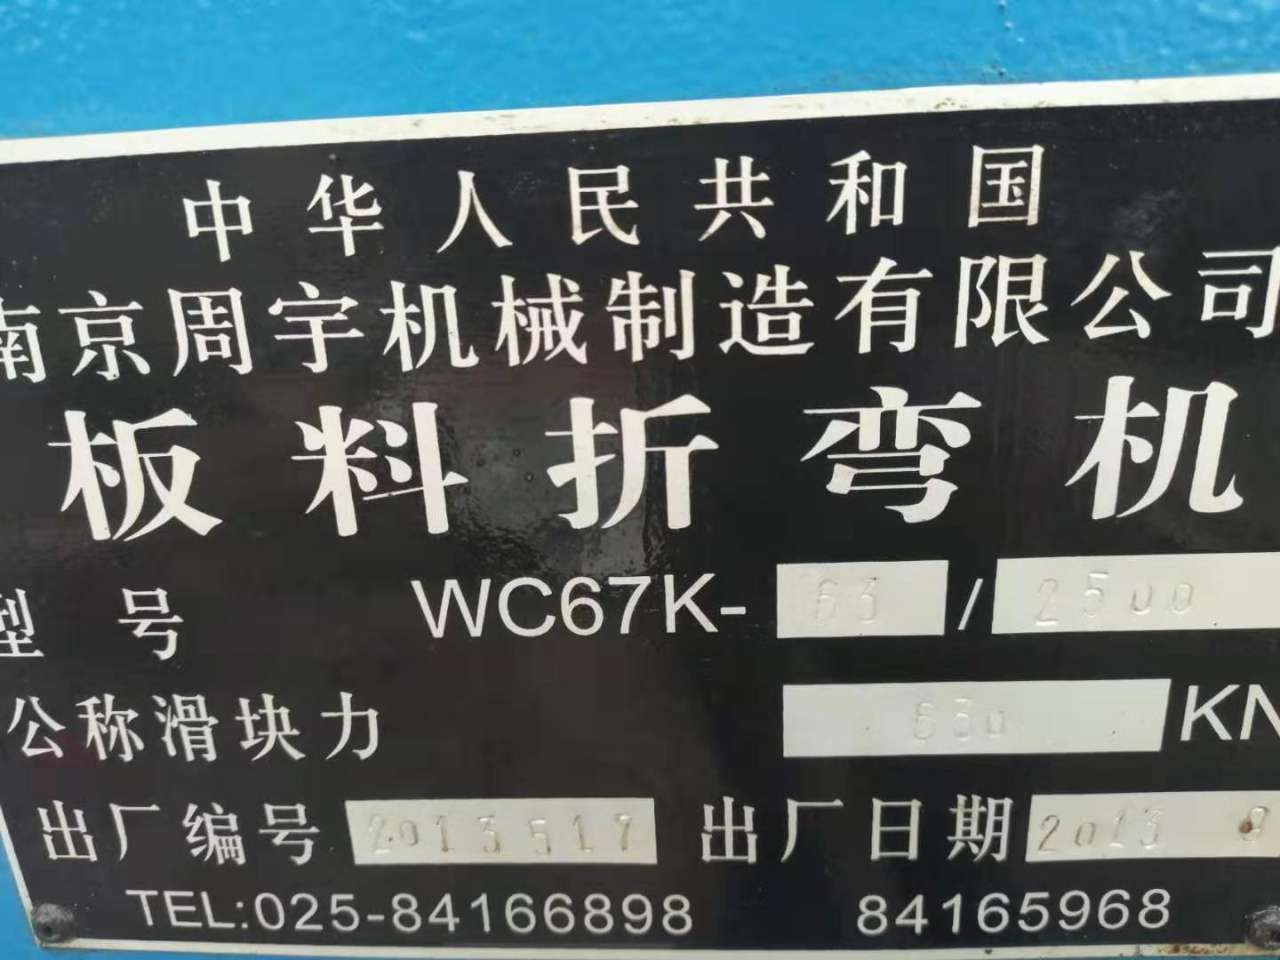 中华人民共和国
南京周宇机械制造有限公司
板料折弯机
型号 WC67K-63/2500
公称滑块力 630 KN
出厂编号 2013517 出厂日期 2013 8
TEL:025-84166898 84165968